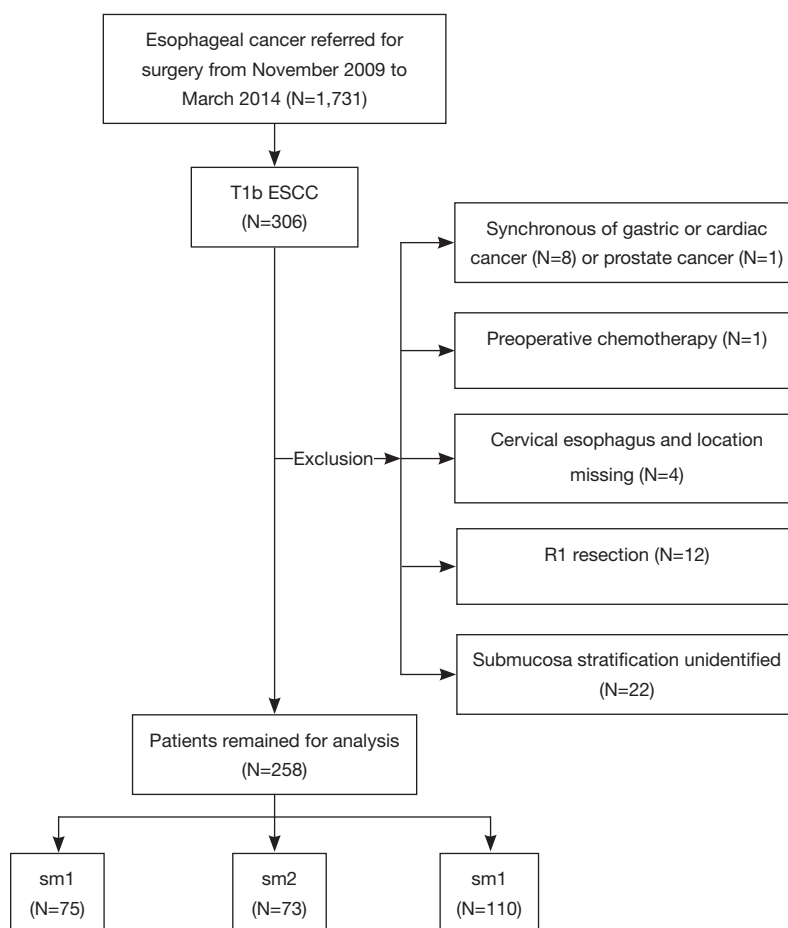 Esophageal cancer referred for
surgery from November 2009 to
March 2014 (N=1,731)
T1b ESCC
(N=306)
Synchronous of gastric or cardiac
cancer (N=8) or prostate cancer (N=1)
Preoperative chemotherapy (N=1)
Exclusion
Cervical esophagus and location
missing (N=4)
R1 resection (N=12)
Submucosa stratification unidentified
(N=22)
Patients remained for analysis
(N=258)
sm1
(N=75)
sm2
(N=73)
sm1
(N=110)